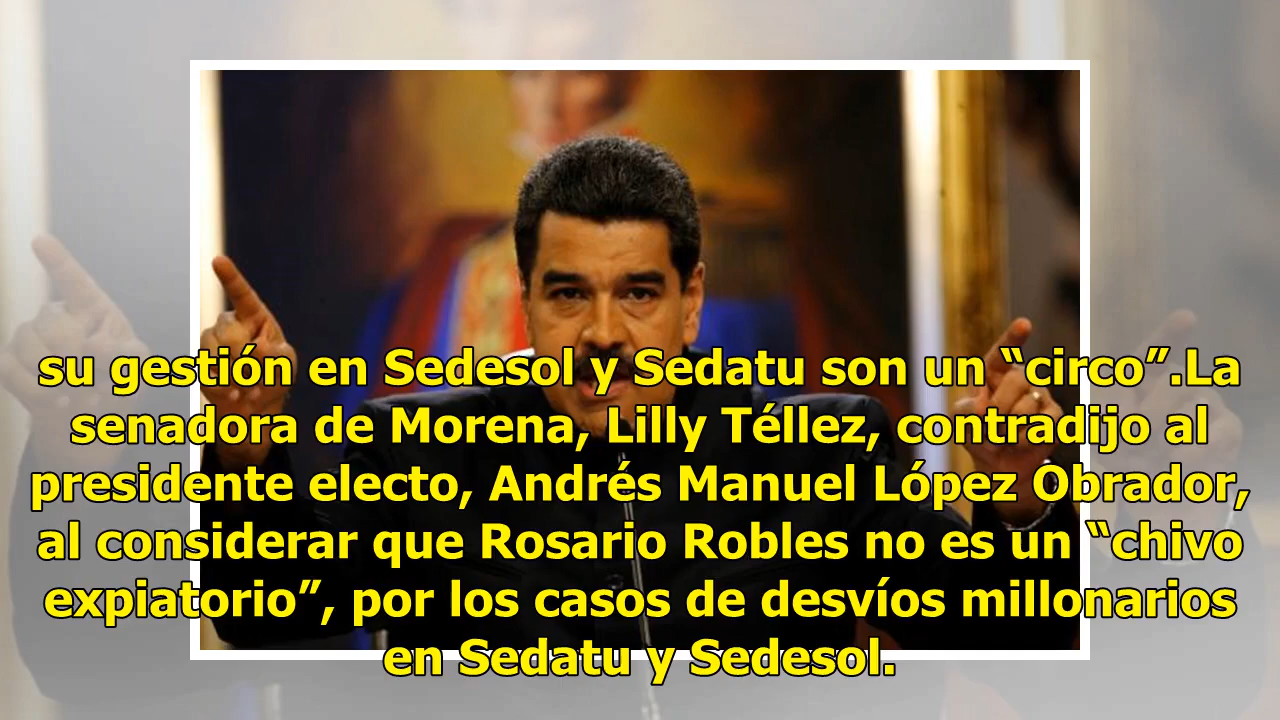 su gestión en Sedesol y Sedatu son un “circo”.La
senadora de Morena, Lilly Téllez, contradijo al
presidente electo, Andrés Manuel López Obrador,
al considerar que Rosario Robles no es un “chivo
expiatorio”, por los casos de desvíos millonarios
en Sedatu y Sedesol.